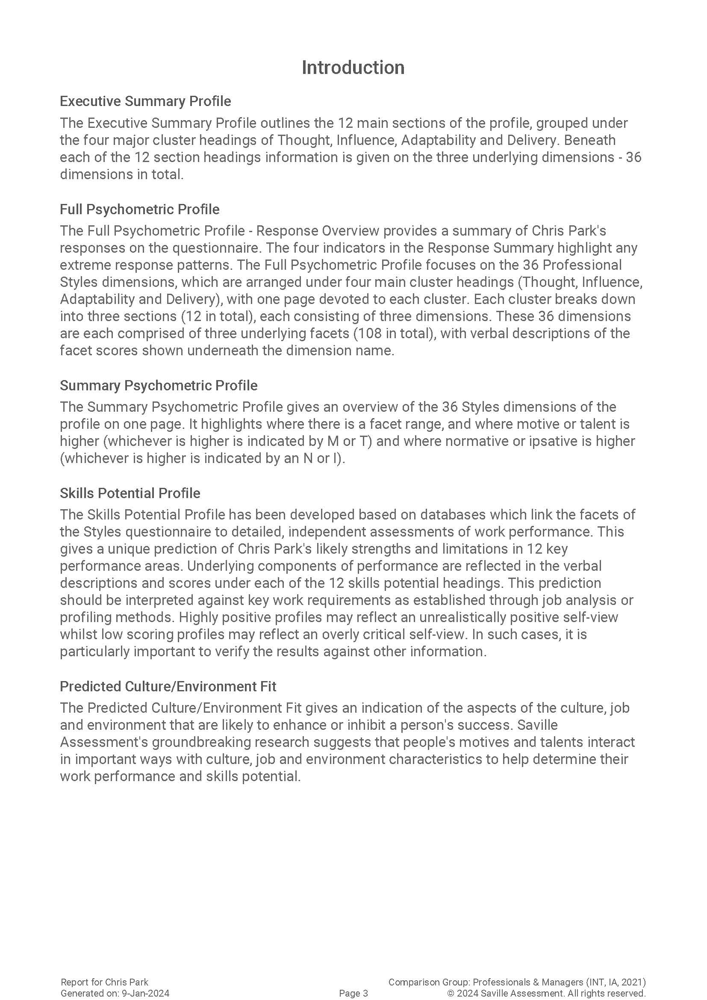 Introduction
Executive Summary Profile
The Executive Summary Profile outlines the 12 main sections of the profile, grouped under
the four major cluster headings of Thought, Influence, Adaptability and Delivery. Beneath
each of the 12 section headings information is given on the three underlying dimensions - 36
dimensions in total.
Full Psychometric Profile
The Full Psychometric Profile - Response Overview provides a summary of Chris Park's
responses on the questionnaire. The four indicators in the Response Summary highlight any
extreme response patterns. The Full Psychometric Profile focuses on the 36 Professional
Styles dimensions, which are arranged under four main cluster headings (Thought, Influence,
Adaptability and Delivery), with one page devoted to each cluster. Each cluster breaks down
into three sections (12 in total), each consisting of three dimensions. These 36 dimensions
are each comprised of three underlying facets (108 in total), with verbal descriptions of the
facet scores shown underneath the dimension name.
Summary Psychometric Profile
The Summary Psychometric Profile gives an overview of the 36 Styles dimensions of the
profile on one page. It highlights where there is a facet range, and where motive or talent is
higher (whichever is higher is indicated by M or T) and where normative or ipsative is higher
(whichever is higher is indicated by an N or I).
Skills Potential Profile
The Skills Potential Profile has been developed based on databases which link the facets of
the Styles questionnaire to detailed, independent assessments of work performance. This
gives a unique prediction of Chris Park's likely strengths and limitations in 12 key
performance areas. Underlying components of performance are reflected in the verbal
descriptions and scores under each of the 12 skills potential headings. This prediction
should be interpreted against key work requirements as established through job analysis or
profiling methods. Highly positive profiles may reflect an unrealistically positive self-view
whilst low scoring profiles may reflect an overly critical self-view. In such cases, it is
particularly important to verify the results against other information.
Predicted Culture/Environment Fit
The Predicted Culture/Environment Fit gives an indication of the aspects of the culture, job
and environment that are likely to enhance or inhibit a person's success. Saville
Assessment's groundbreaking research suggests that people's motives and talents interact
in important ways with culture, job and environment characteristics to help determine their
work performance and skills potential.
Report for Chris Park
Comparison Group: Professionals & Managers (INT, IA, 2021)
Generated on: 9-Jan-2024
Page 3
© 2024 Saville Assessment. All rights reserved.